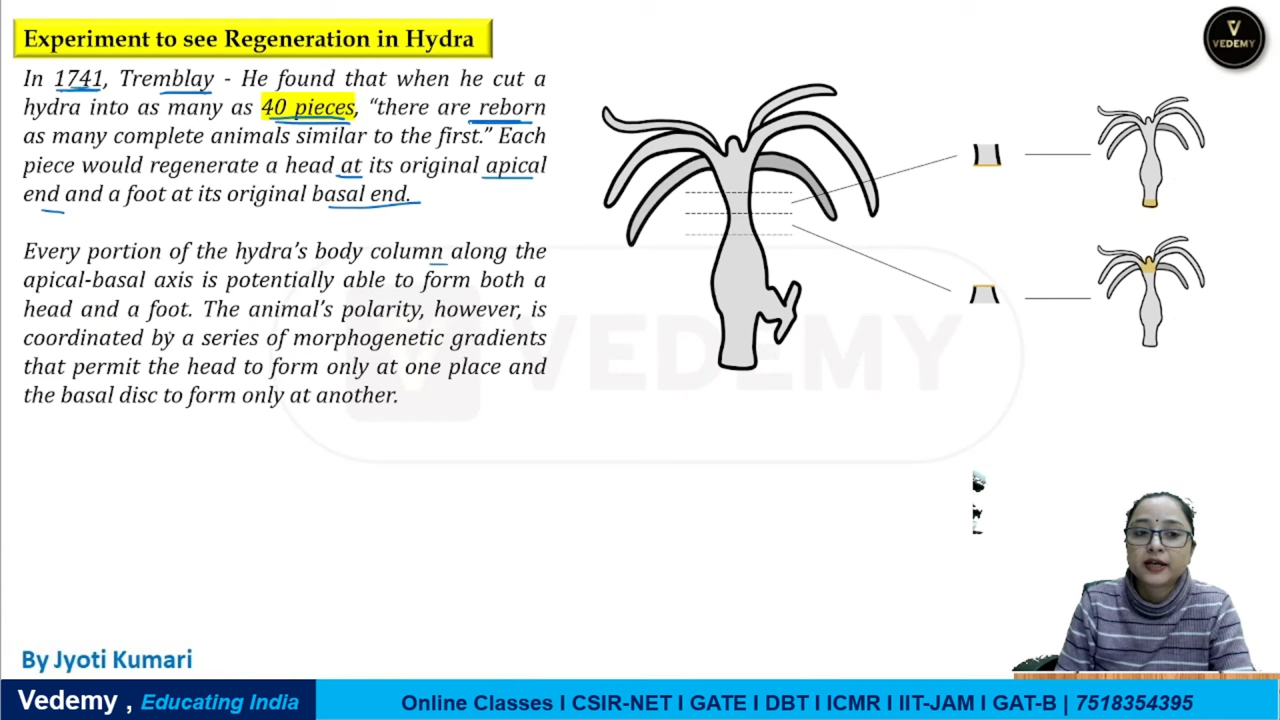 Experiment to see Regeneration in Hydra
V
VEDEMY
In 1741, Tremblay - He found that when he cut a
hydra into as many as 40 pieces, “there are reborn
as many complete animals similar to the first.” Each
piece would regenerate a head at its original apical
end and a foot at its original basal end.
Every portion of the hydra’s body column along the
apical-basal axis is potentially able to form both a
head and a foot. The animal’s polarity, however, is
coordinated by a series of morphogenetic gradients
that permit the head to form only at one place and
the basal disc to form only at another.
VEDEMY
By Jyoti Kumari
Vedemy , Educating India
Online Classes I CSIR-NET I GATE I DBT I ICMR I IIT-JAM I GAT-B | 7518354395